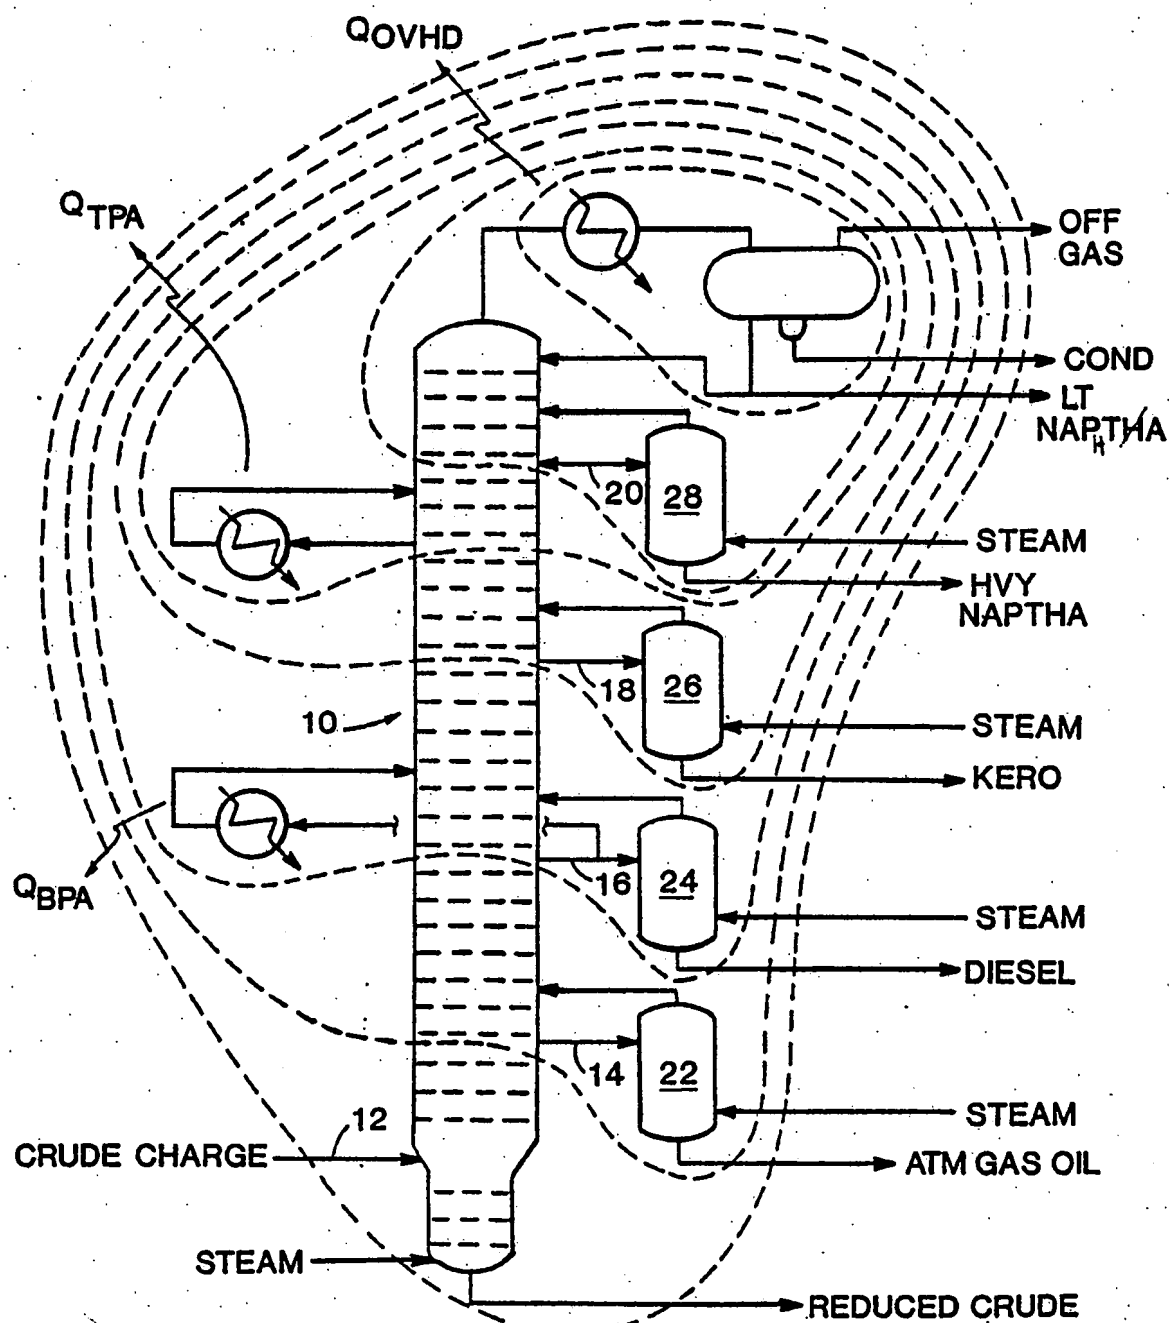 QOVHD
QTPA
OFF
GAS
COND
LT
NAPTHA
H
20
28
STEAM
HVY
NAPTHA
18
26
10
STEAM
KERO
16
24
QBPA
STEAM
DIESEL
14
22
STEAM
12
CRUDE CHARGE
ATM GAS OIL
STEAM
REDUCED CRUDE